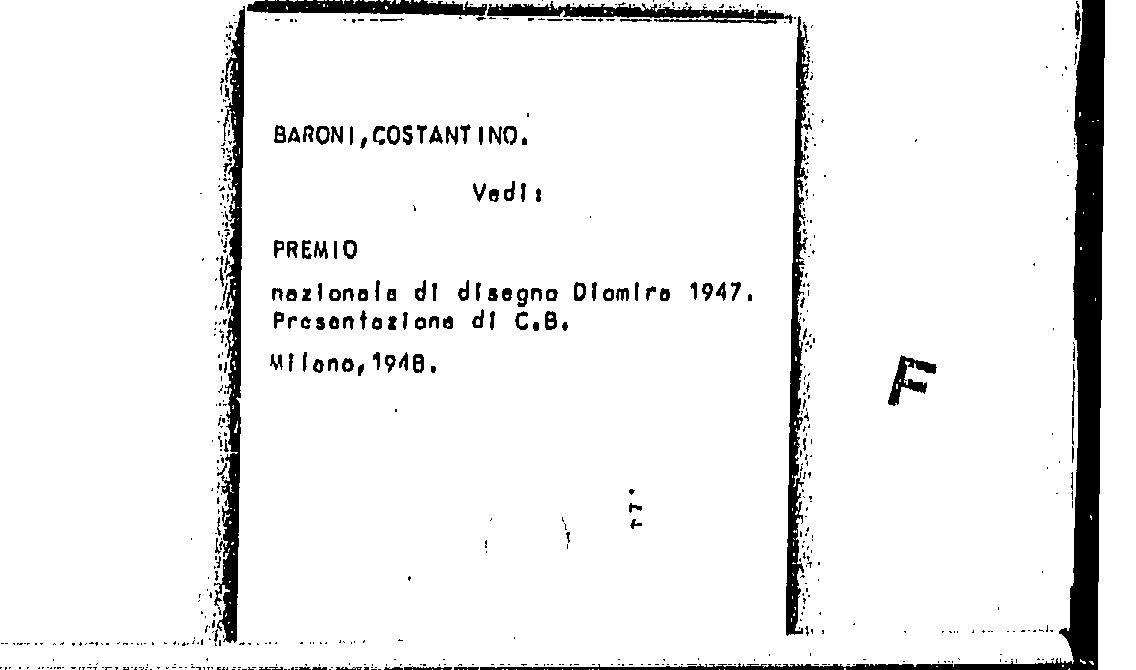 BARONI,COSTANTINO.
Vedi:
PREMIO
nazionale di disegno Diomira 1947.
Presentazione di C.B.
Milano,1948.
F